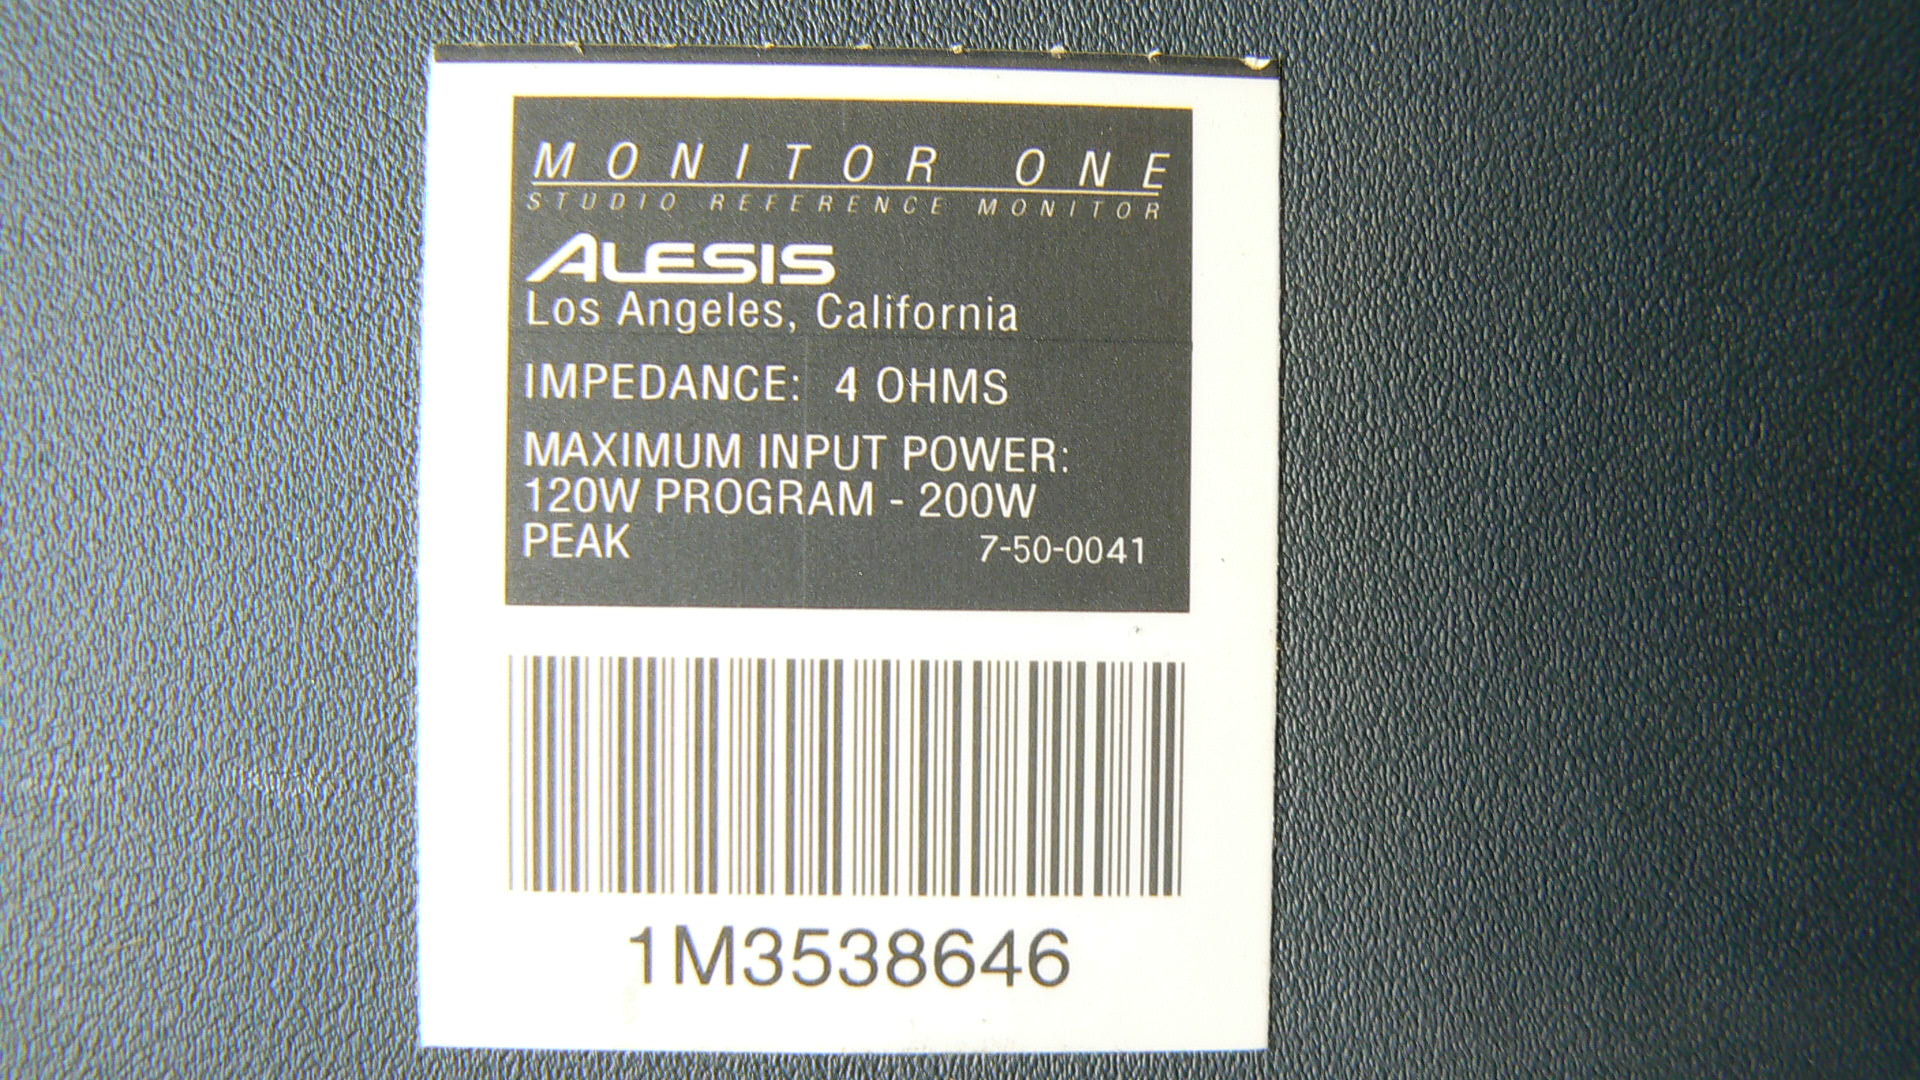 MONITOR ONE
STUDIO REFERENCE MONITOR
ALESIS
Los Angeles, California
IMPEDANCE: 4 OHMS
MAXIMUM INPUT POWER:
120W PROGRAM - 200W
PEAK 7-50-0041
1M3538646